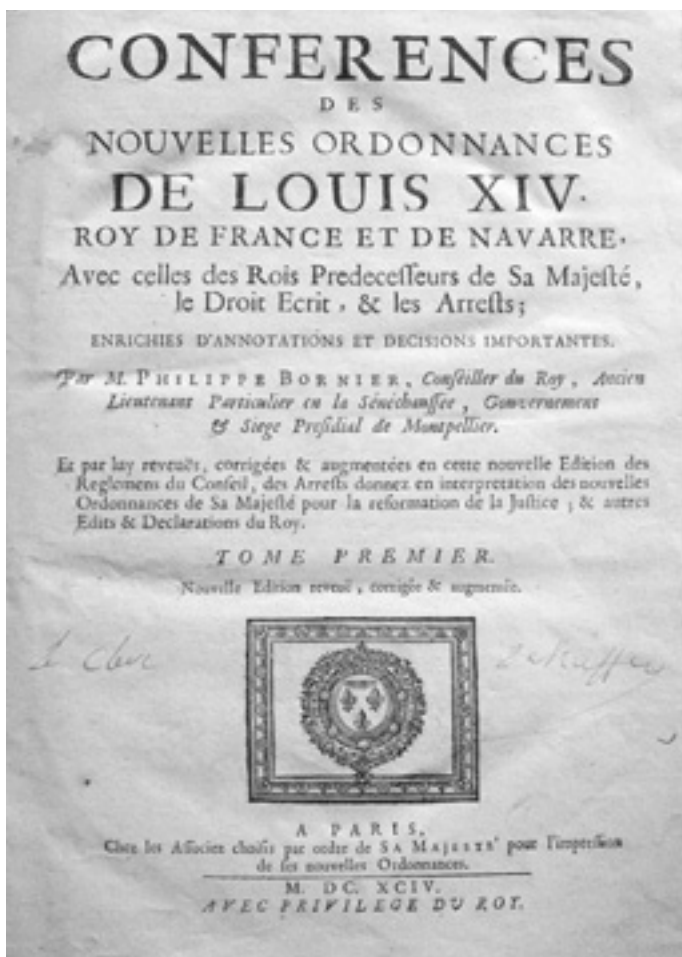 CONFERENCES
DES
NOUVELLES ORDONNANCES
DE LOUIS XIV.
ROY DE FRANCE ET DE NAVARRE.
Avec celles des Rois Predecesseurs de Sa Majesté,
le Droit Ecrit, & les Arrests;
ENRICHIES D'ANNOTATIONS ET DECISIONS IMPORTANTES.
Par M. PHILIPPE BORNIER, Conseiller du Roy, Ancien
Lieutenant Particulier en la Sénéchaussée, Gouvernement
& Siege Presidial de Montpellier.
Et par luy reveuës, corrigées & augmentées en cette nouvelle Edition des
Reglemens du Conseil, des Arrests donnez en interpretation des nouvelles
Ordonnances de Sa Majesté pour la reformation de la Justice; & autres
Edits & Declarations du Roy.
TOME PREMIER.
Nouvelle Edition reveuë, corrigée & augmentée.
A PARIS,
Chez les Associez choisis par ordre de SA MAJESTE' pour l'impression
de ses nouvelles Ordonnances.
M. DC. XCIV.
AVEC PRIVILEGE DU ROY.